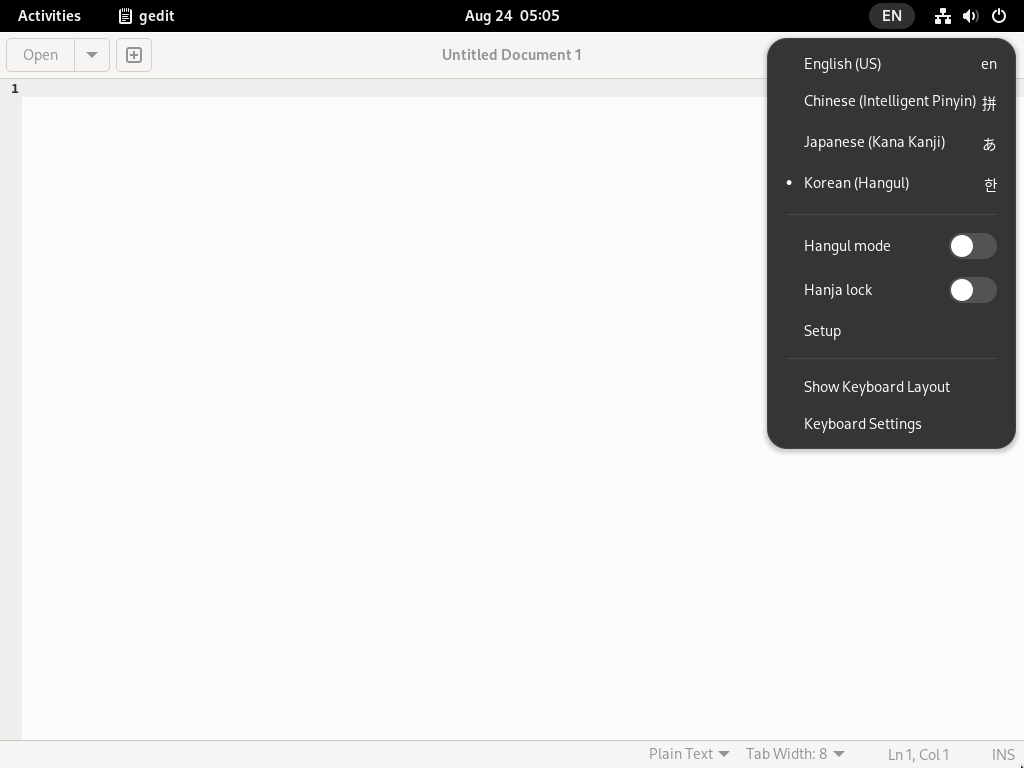 Activities gedit Aug 24 05:05 EN
Open Untitled Document 1
1
English (US) en
Chinese (Intelligent Pinyin) 拼
Japanese (Kana Kanji) あ
• Korean (Hangul) 한
Hangul mode
Hanja lock
Setup
Show Keyboard Layout
Keyboard Settings
Plain Text Tab Width: 8 Ln 1, Col 1 INS